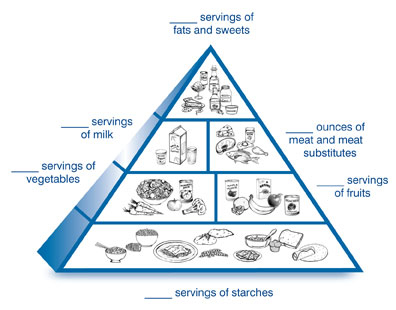 _____ servings of
fats and sweets
_____ servings
of milk
_____ ounces of
meat and meat
substitutes
_____ servings of
vegetables
_____ servings
of fruits
_____ servings of starches